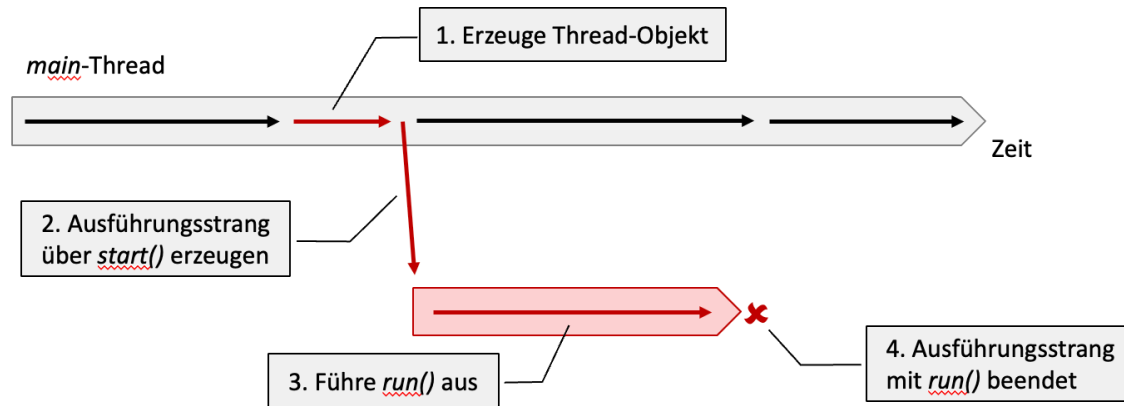 1. Erzeuge Thread-Objekt
main-Thread
Zeit
2. Ausführungsstrang
über start() erzeugen
3. Führe run() aus
4. Ausführungsstrang
mit run() beendet